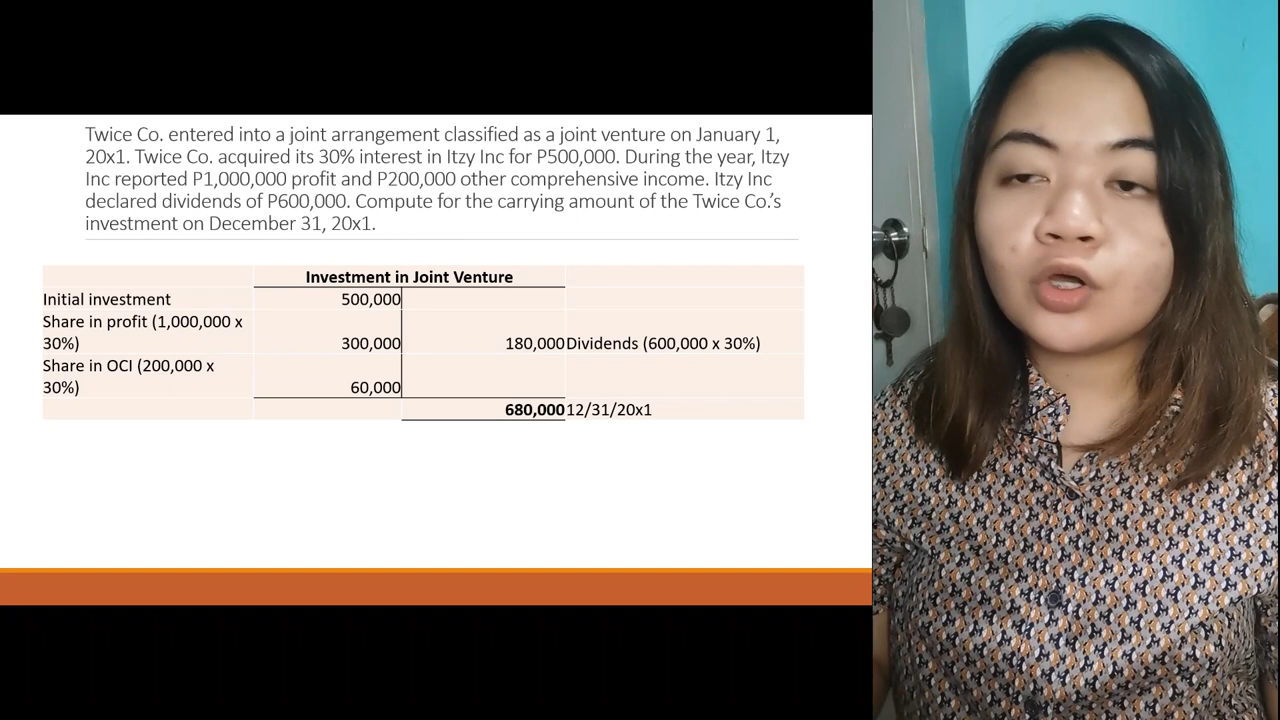 Twice Co. entered into a joint arrangement classified as a joint venture on January 1,
20x1. Twice Co. acquired its 30% interest in Itzy Inc for P500,000. During the year, Itzy
Inc reported P1,000,000 profit and P200,000 other comprehensive income. Itzy Inc
declared dividends of P600,000. Compute for the carrying amount of the Twice Co.'s
investment on December 31, 20x1.
Investment in Joint Venture
Initial investment 500,000
Share in profit (1,000,000 x
30%) 300,000 180,000 Dividends (600,000 x 30%)
Share in OCI (200,000 x
30%) 60,000
680,000 12/31/20x1